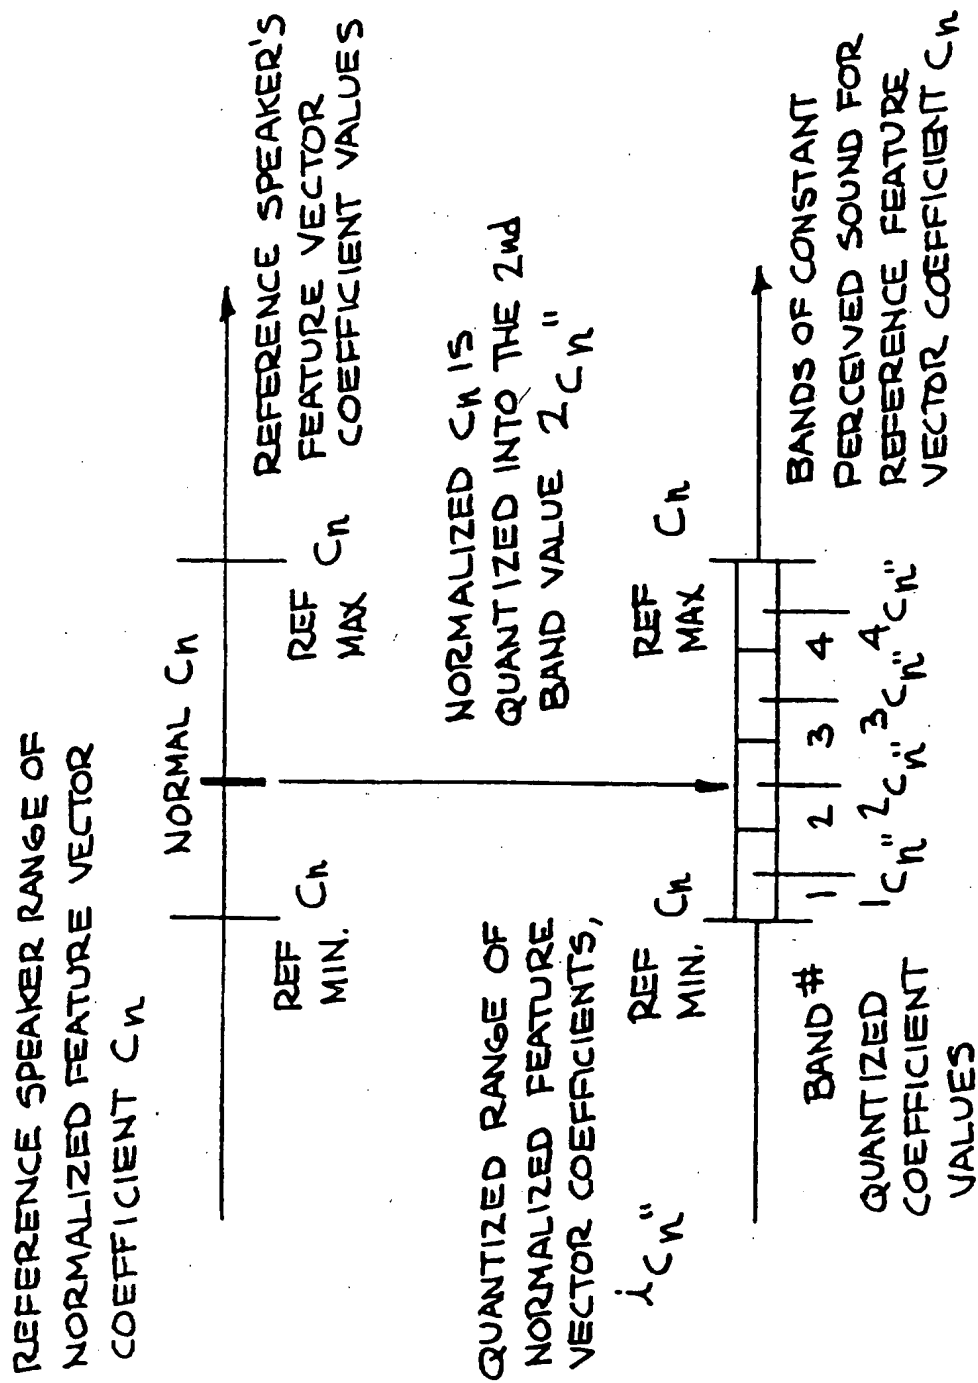 REFERENCE SPEAKER RANGE OF
NORMALIZED FEATURE VECTOR
COEFFICIENT Cn
NORMAL Cn
REF
MIN.
Cn
REF
MAX
Cn
REFERENCE SPEAKER'S
FEATURE VECTOR
COEFFICIENT VALUES
NORMALIZED Cn IS
QUANTIZED INTO THE 2nd
BAND VALUE 2Cn"
QUANTIZED RANGE OF
NORMALIZED FEATURE
VECTOR COEFFICIENTS,
iCn"
REF
MIN.
Cn
REF
MAX
Cn
BAND # 1 2 3 4
QUANTIZED
COEFFICIENT
VALUES
1Cn" 2Cn" 3Cn" 4Cn"
BANDS OF CONSTANT
PERCEIVED SOUND FOR
REFERENCE FEATURE
VECTOR COEFFICIENT Cn